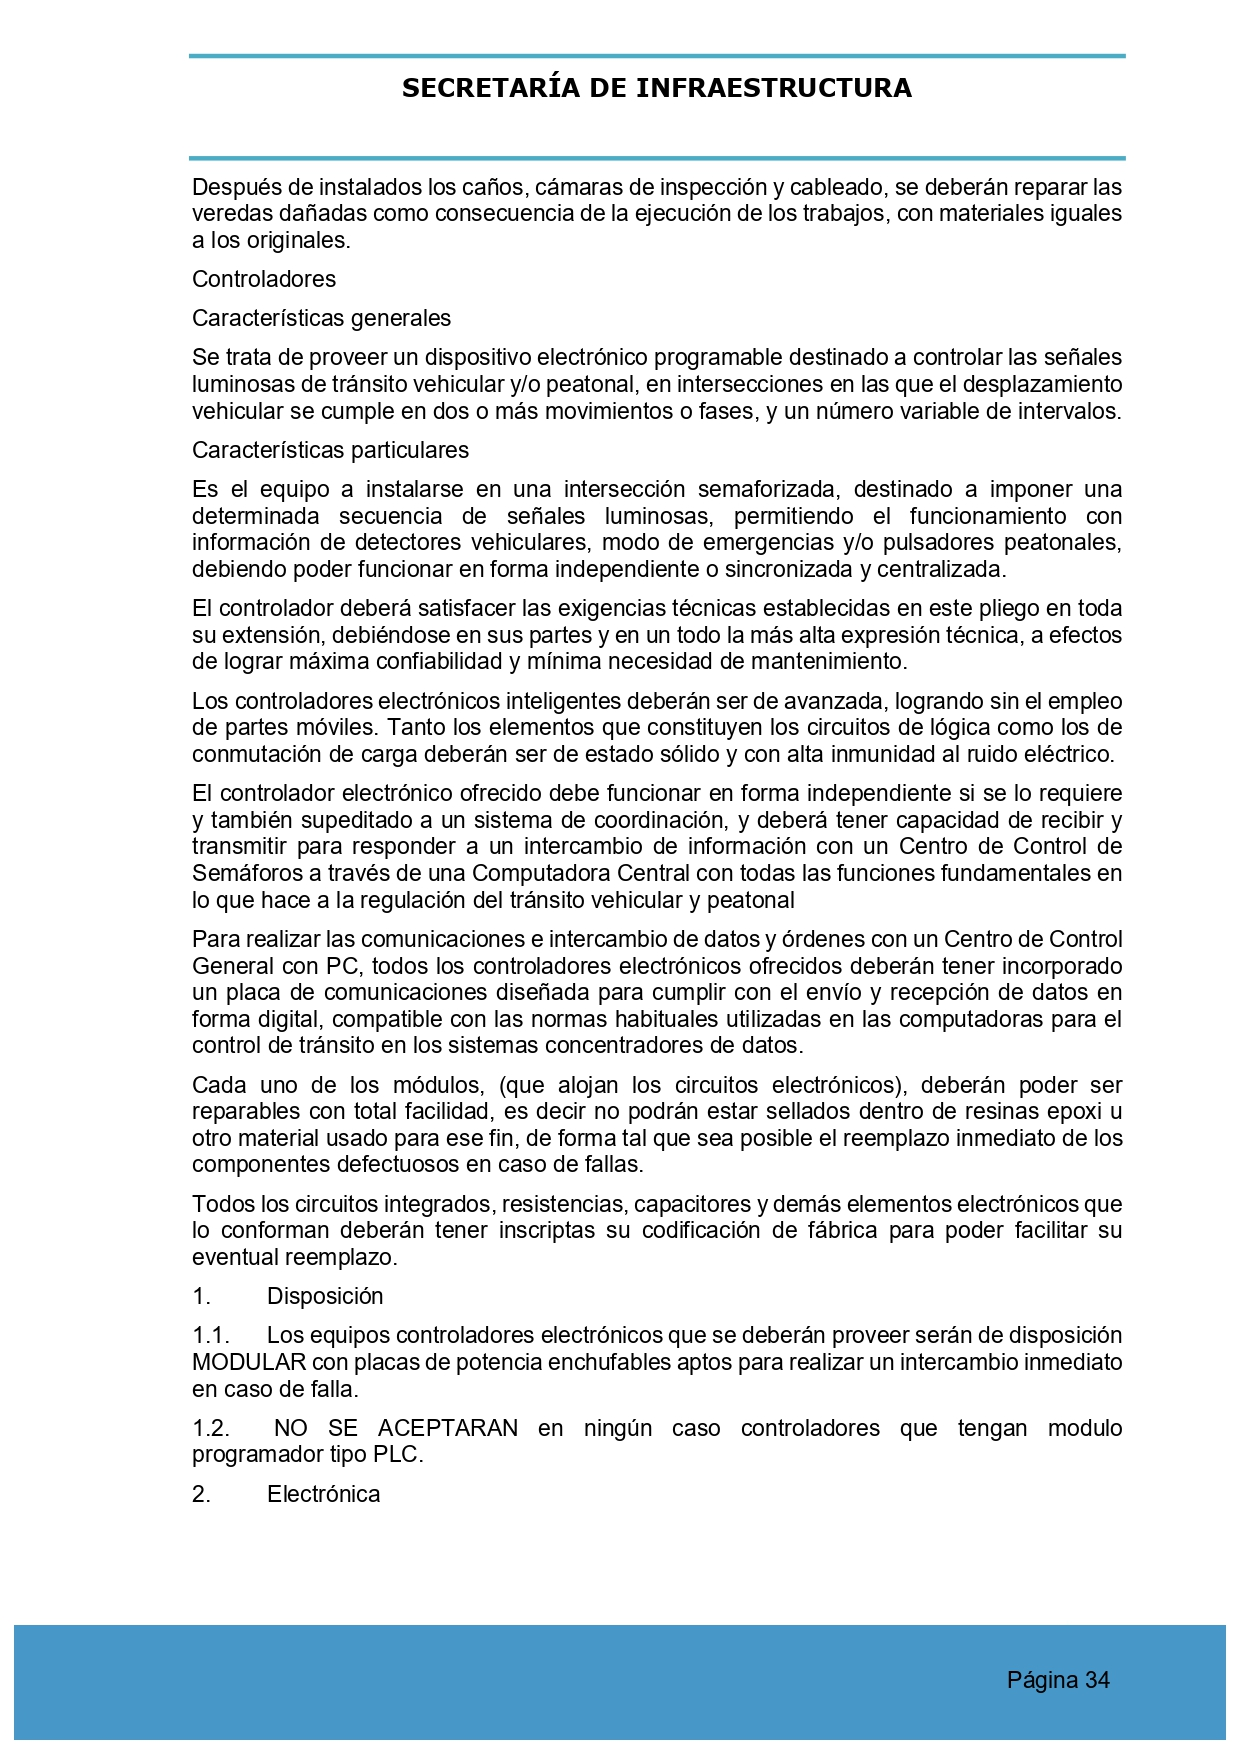 SECRETARÍA DE INFRAESTRUCTURA
Después de instalados los caños, cámaras de inspección y cableado, se deberán reparar las
veredas dañadas como consecuencia de la ejecución de los trabajos, con materiales iguales
a los originales.
Controladores
Características generales
Se trata de proveer un dispositivo electrónico programable destinado a controlar las señales
luminosas de tránsito vehicular y/o peatonal, en intersecciones en las que el desplazamiento
vehicular se cumple en dos o más movimientos o fases, y un número variable de intervalos.
Características particulares
Es el equipo a instalarse en una intersección semaforizada, destinado a imponer una
determinada secuencia de señales luminosas, permitiendo el funcionamiento con
información de detectores vehiculares, modo de emergencias y/o pulsadores peatonales,
debiendo poder funcionar en forma independiente o sincronizada y centralizada.
El controlador deberá satisfacer las exigencias técnicas establecidas en este pliego en toda
su extensión, debiéndose en sus partes y en un todo la más alta expresión técnica, a efectos
de lograr máxima confiabilidad y mínima necesidad de mantenimiento.
Los controladores electrónicos inteligentes deberán ser de avanzada, logrando sin el empleo
de partes móviles. Tanto los elementos que constituyen los circuitos de lógica como los de
conmutación de carga deberán ser de estado sólido y con alta inmunidad al ruido eléctrico.
El controlador electrónico ofrecido debe funcionar en forma independiente si se lo requiere
y también supeditado a un sistema de coordinación, y deberá tener capacidad de recibir y
transmitir para responder a un intercambio de información con un Centro de Control de
Semáforos a través de una Computadora Central con todas las funciones fundamentales en
lo que hace a la regulación del tránsito vehicular y peatonal
Para realizar las comunicaciones e intercambio de datos y órdenes con un Centro de Control
General con PC, todos los controladores electrónicos ofrecidos deberán tener incorporado
un placa de comunicaciones diseñada para cumplir con el envío y recepción de datos en
forma digital, compatible con las normas habituales utilizadas en las computadoras para el
control de tránsito en los sistemas concentradores de datos.
Cada uno de los módulos, (que alojan los circuitos electrónicos), deberán poder ser
reparables con total facilidad, es decir no podrán estar sellados dentro de resinas epoxi u
otro material usado para ese fin, de forma tal que sea posible el reemplazo inmediato de los
componentes defectuosos en caso de fallas.
Todos los circuitos integrados, resistencias, capacitores y demás elementos electrónicos que
lo conforman deberán tener inscriptas su codificación de fábrica para poder facilitar su
eventual reemplazo.
1. Disposición
1.1. Los equipos controladores electrónicos que se deberán proveer serán de disposición
MODULAR con placas de potencia enchufables aptos para realizar un intercambio inmediato
en caso de falla.
1.2. NO SE ACEPTARAN en ningún caso controladores que tengan modulo
programador tipo PLC.
2. Electrónica
Página 34